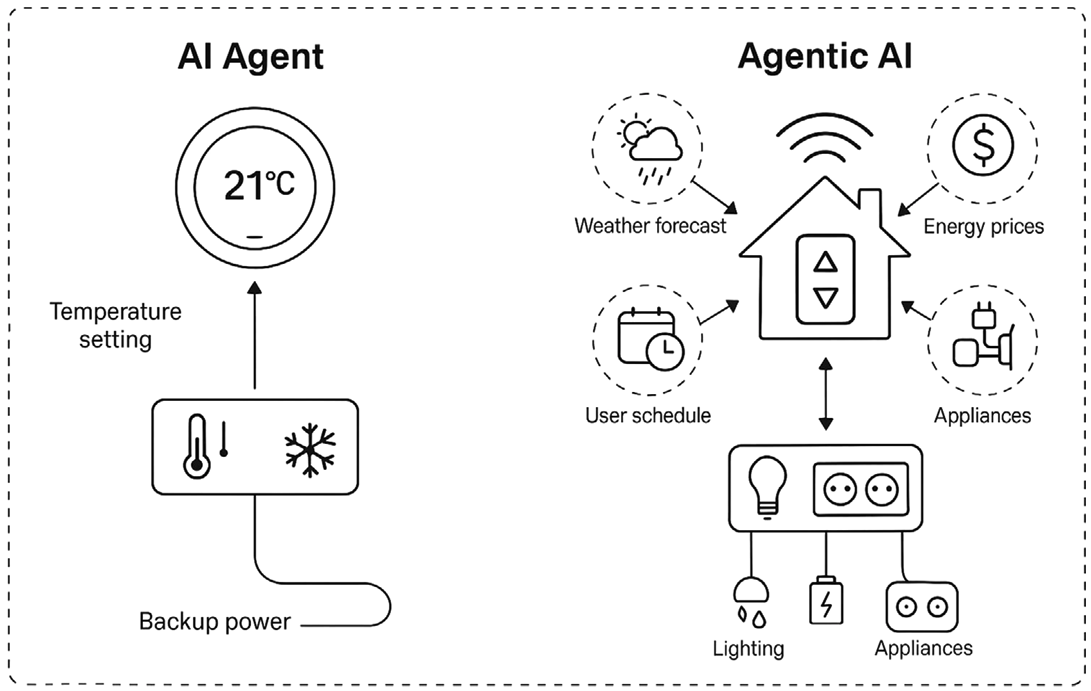 AI Agent
21°C
Temperature
setting
Backup power
Agentic AI
Weather forecast
Energy prices
User schedule
Appliances
Lighting
Appliances